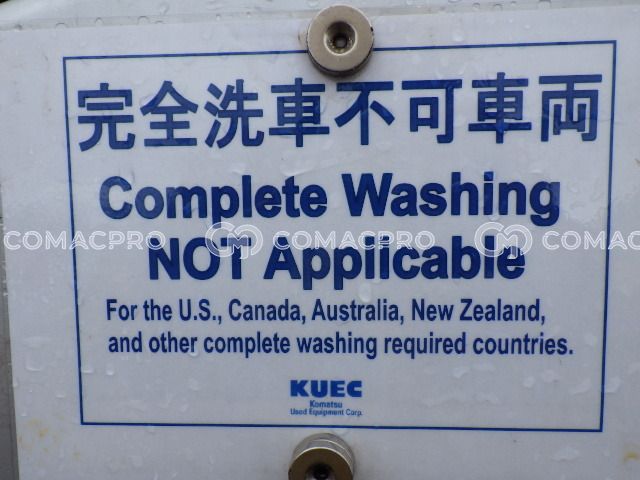 完全洗車不可車両
Complete Washing
NOT Applicable
COMACPRO COMACPRO COMACPRO
For the U.S., Canada, Australia, New Zealand,
and other complete washing required countries.
KUEC
Komatsu
Used Equipment Corp.